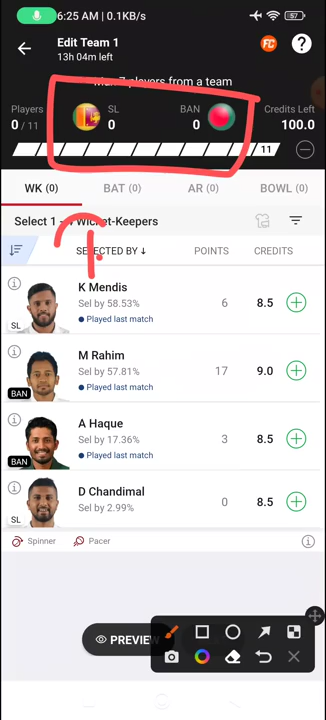 6:25 AM | 0.1KB/s
57
Edit Team 1
13h 04m left
FC
?
Max 7 players from a team
Players
SL
BAN
Credits Left
0 / 11
0
0
100.0
11
WK (0)
BAT (0)
AR (0)
BOWL (0)
Select 1 - Wicket-Keepers
SELECTED BY ↓
POINTS
CREDITS
K Mendis
Sel by 58.53%
6
8.5
Played last match
SL
M Rahim
Sel by 57.81%
17
9.0
Played last match
BAN
A Haque
Sel by 17.36%
3
8.5
Played last match
BAN
D Chandimal
Sel by 2.99%
0
8.5
SL
Spinner
Pacer
PREVIEW